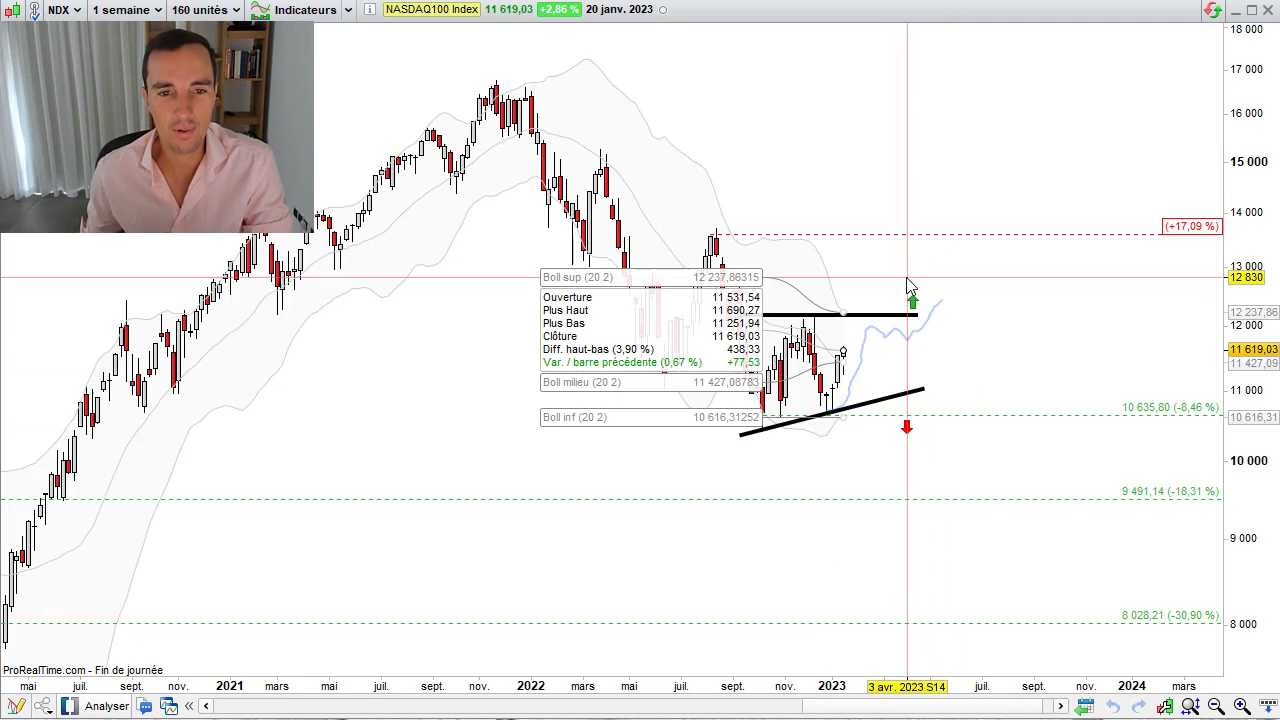 NDX 1 semaine 160 unités Indicateurs NASDAQ100 Index 11 619,03 +2,86 % 20 janv. 2023
18 000
17 000
16 000
15 000
14 000
(+17,09 %)
13 000
12 830
Boll sup (20 2) 12 237,86315
Ouverture 11 531,54
Plus Haut 11 690,27
Plus Bas 11 251,94
Clôture 11 619,03
Diff. haut-bas (3,90 %) 438,33
Var. / barre précédente (0,67 %) +77,53
Boll milieu (20 2) 11 427,08783
Boll inf (20 2) 10 616,31252
12 237,86
12 000
11 619,03
11 427,09
11 000
10 635,80 (-8,46 %)
10 616,31
10 000
9 491,14 (-18,31 %)
9 000
8 028,21 (-30,90 %)
8 000
ProRealTime.com - Fin de journée
mai juil. sept. nov. 2021 mars mai juil. sept. nov. 2022 mars mai juil. sept. nov. 2023 3 avr. 2023 S14 juil. sept. nov. 2024 mars
Analyser